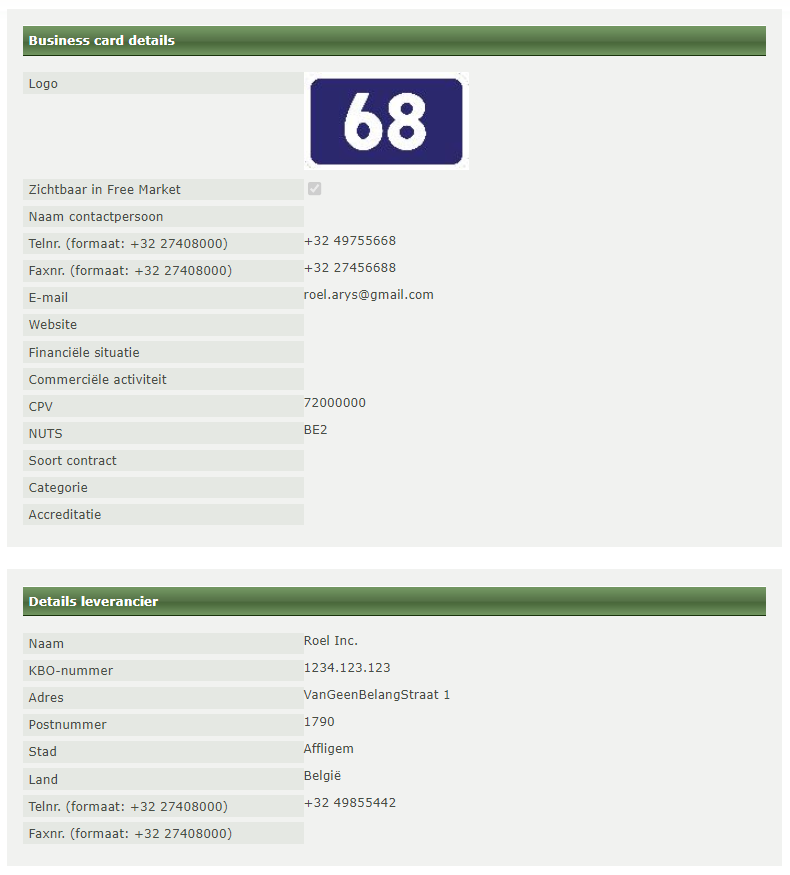 Business card details
Logo
68
Zichtbaar in Free Market
Naam contactpersoon
Telnr. (formaat: +32 27408000) +32 49755668
Faxnr. (formaat: +32 27408000) +32 27456688
E-mail roel.arys@gmail.com
Website
Financiële situatie
Commerciële activiteit
CPV 72000000
NUTS BE2
Soort contract
Categorie
Accreditatie
Details leverancier
Naam Roel Inc.
KBO-nummer 1234.123.123
Adres VanGeenBelangStraat 1
Postnummer 1790
Stad Affligem
Land België
Telnr. (formaat: +32 27408000) +32 49855442
Faxnr. (formaat: +32 27408000)